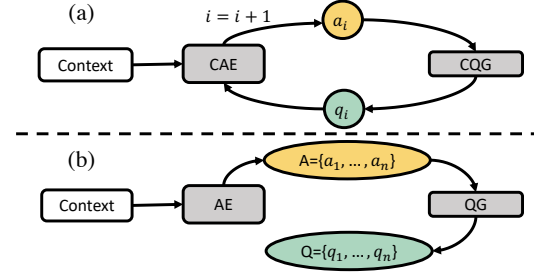 (a)
i = i + 1
a_i
Context
CAE
CQG
q_i
(b)
A={a_1, ..., a_n}
Context
AE
QG
Q={q_1, ..., q_n}